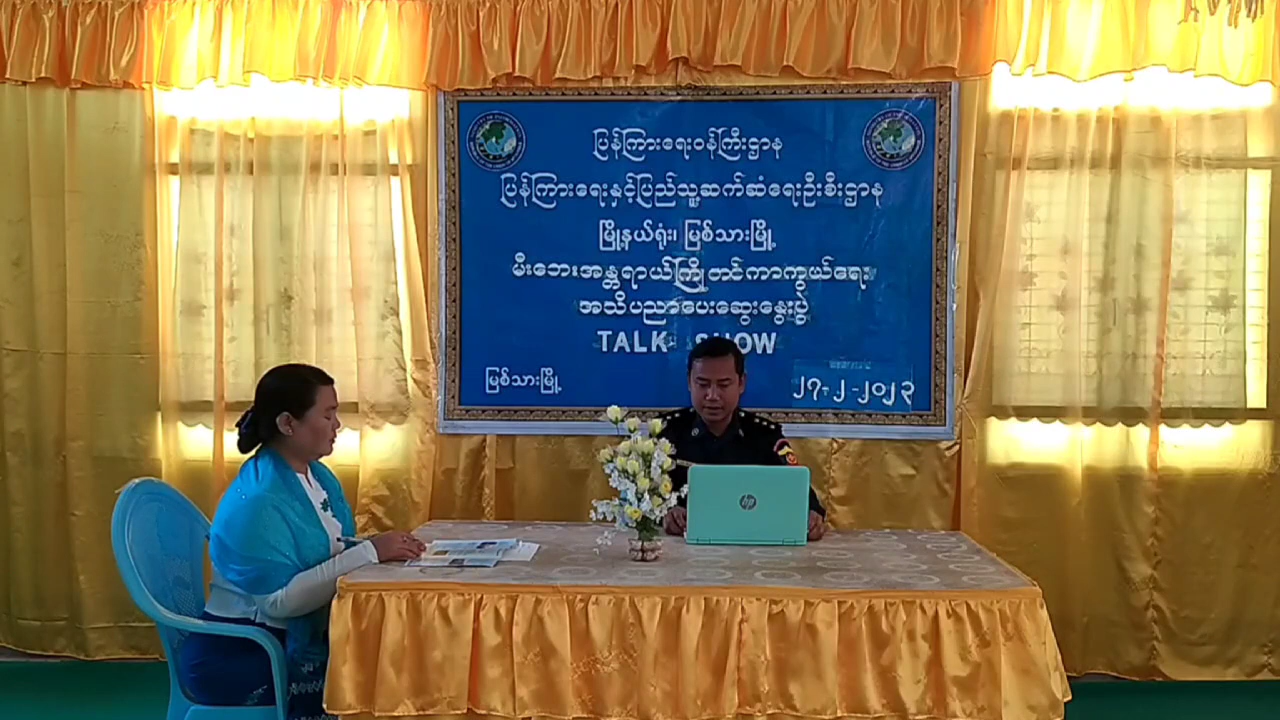 ပြန်ကြားရေးဝန်ကြီးဌာန
ပြန်ကြားရေးနှင့်ပြည်သူ့ဆက်ဆံရေးဦးစီးဌာန
မြို့နယ်ရုံး၊ မြစ်သားမြို့
မီးဘေးအန္တရာယ်ကြိုတင်ကာကွယ်ရေး
အသိပညာပေးဆွေးနွေးပွဲ
TALK SHOW
မြစ်သားမြို့ ၂၇-၂-၂၀၂၃
hp